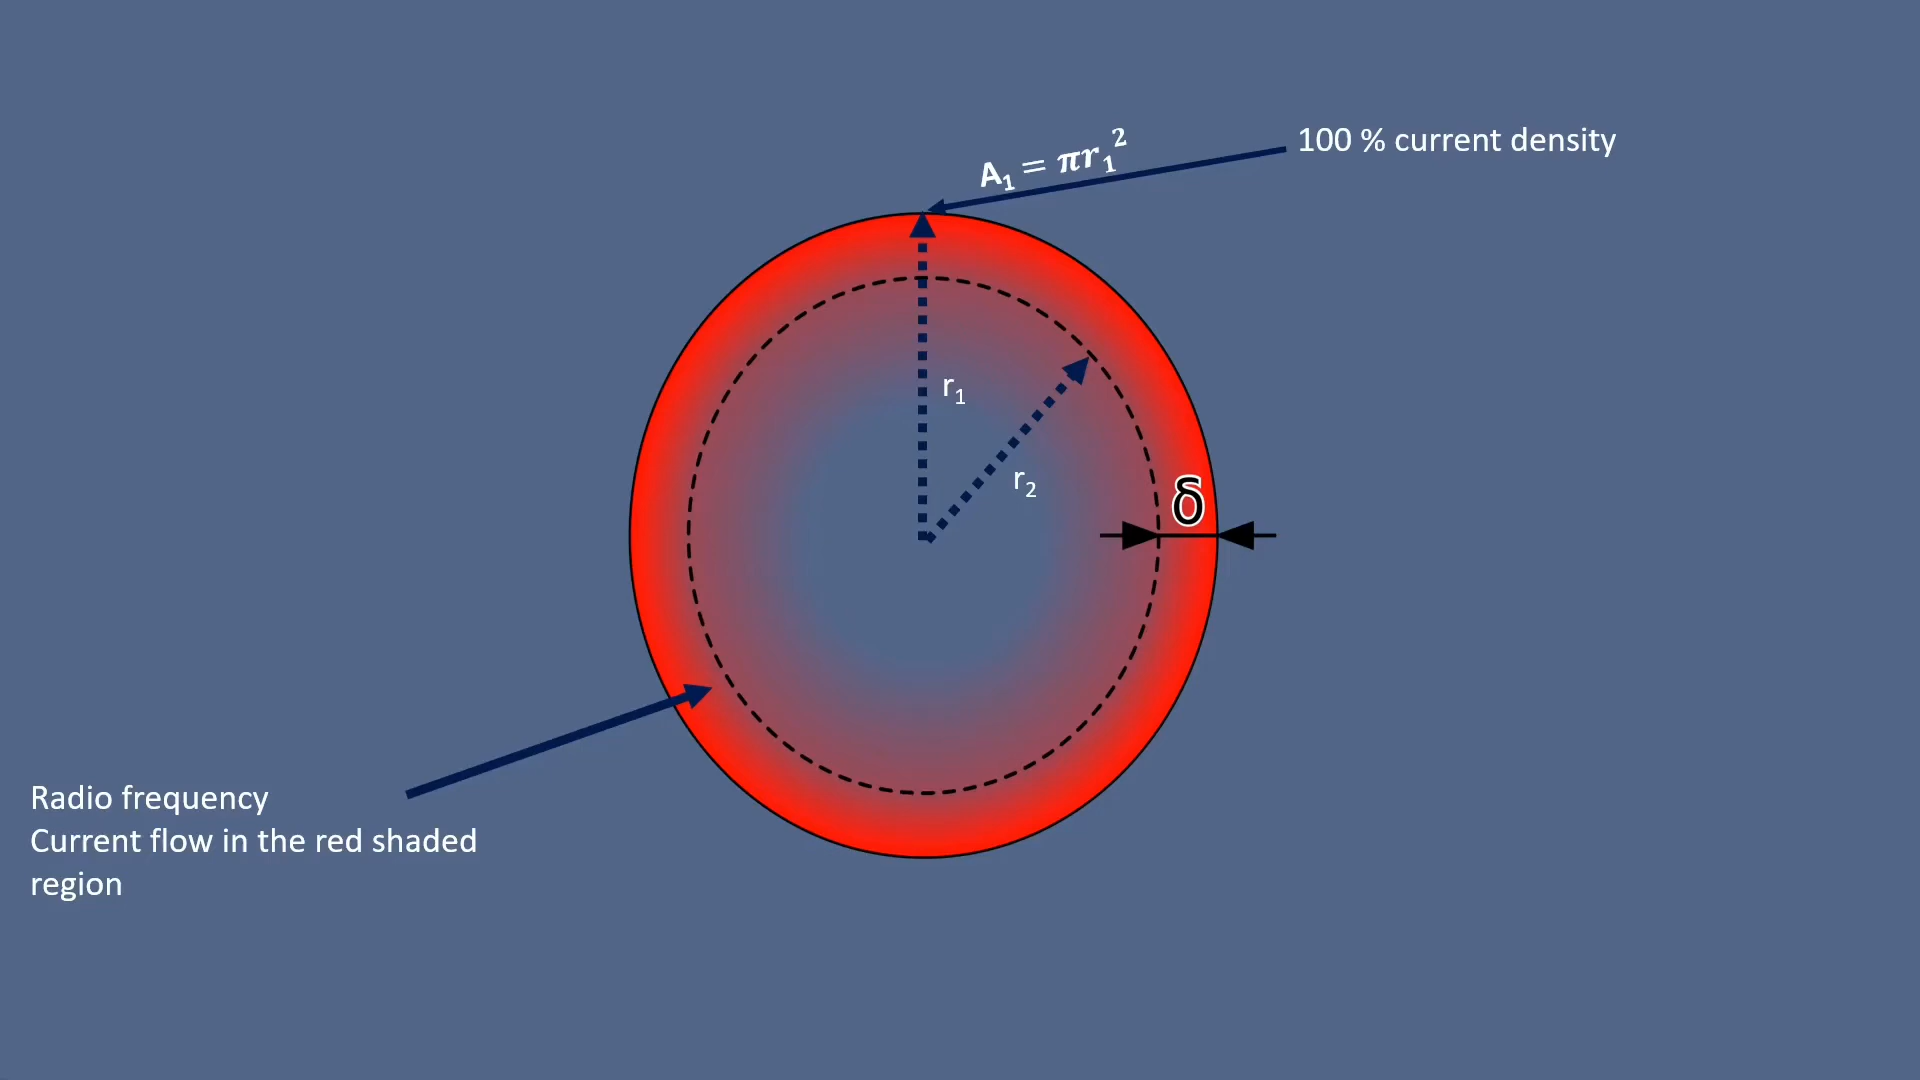 A₁ = πr₁²
100 % current density
r₁
r₂
δ
Radio frequency
Current flow in the red shaded
region